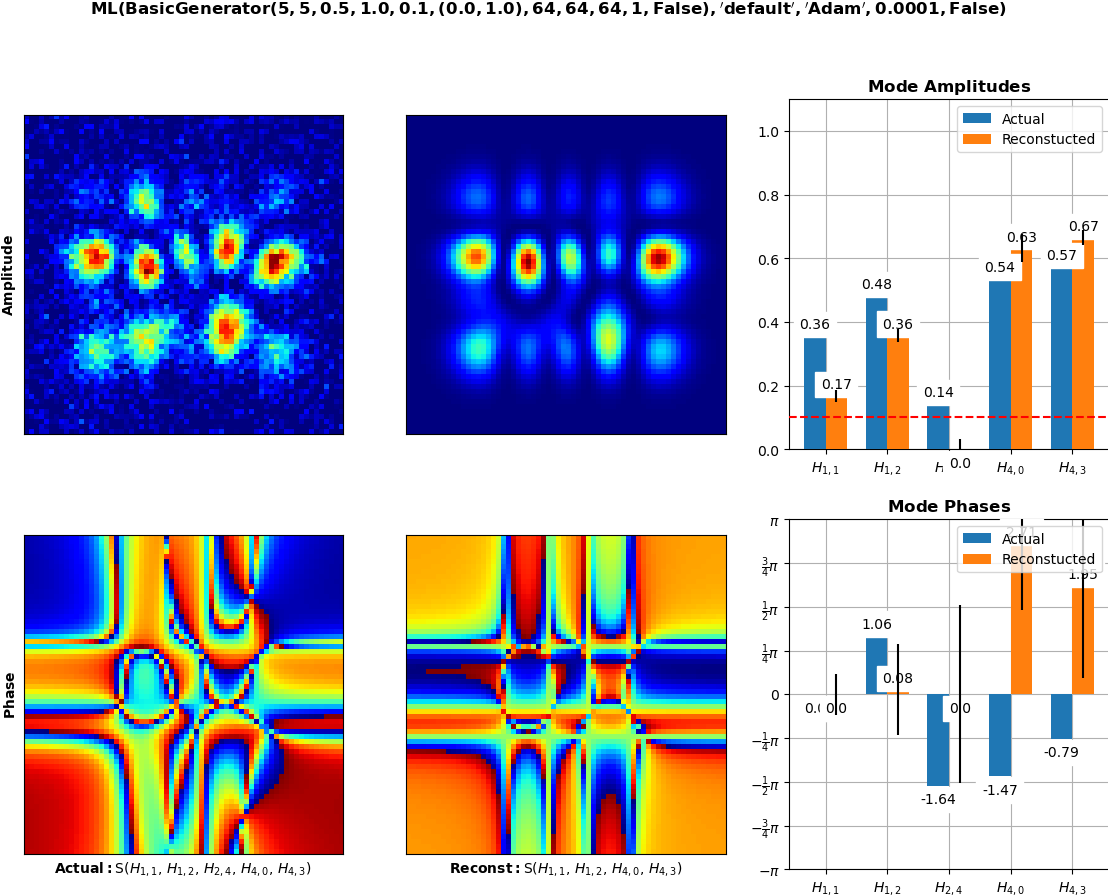 ML(BasicGenerator(5, 5, 0.5, 1.0, 0.1, (0.0, 1.0), 64, 64, 64, 1, False), ′default′, ′Adam′, 0.0001, False)
Mode Amplitudes
Amplitude
1.0
0.8
0.6
0.4
0.2
0.0
Actual
Reconstucted
0.36
0.17
0.48
0.36
0.14
0.0
0.54
0.63
0.57
0.67
H1,1
H1,2
H4,0
H4,3
Mode Phases
Phase
π
3/4π
1/2π
1/4π
0
−1/4π
−1/2π
−3/4π
−π
Actual
Reconstucted
0.0
1.06
0.08
-1.64
0.0
-1.47
-0.79
1.95
H1,1
H1,2
H2,4
H4,0
H4,3
Actual: S(H1,1, H1,2, H2,4, H4,0, H4,3)
Reconst: S(H1,1, H1,2, H4,0, H4,3)